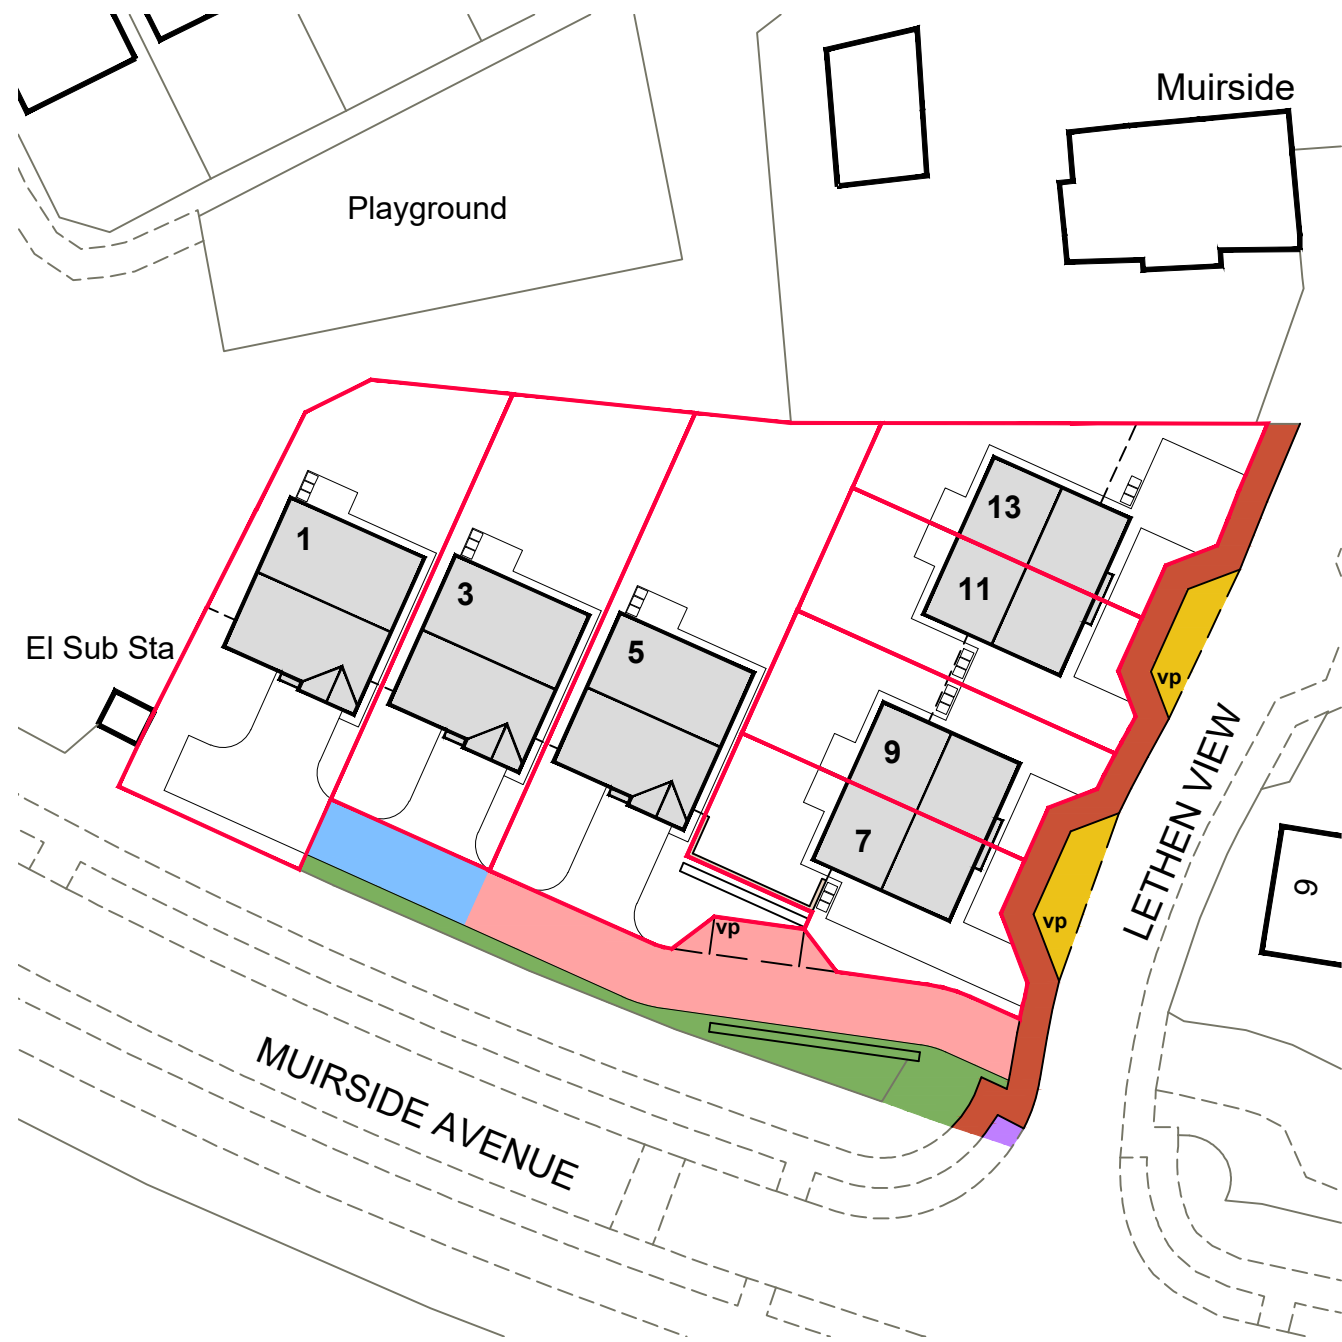 Muirside
Playground
1
3
5
13
11
9
7
El Sub Sta
vp
vp
vp
LETHEN VIEW
9
MUIRSIDE AVENUE